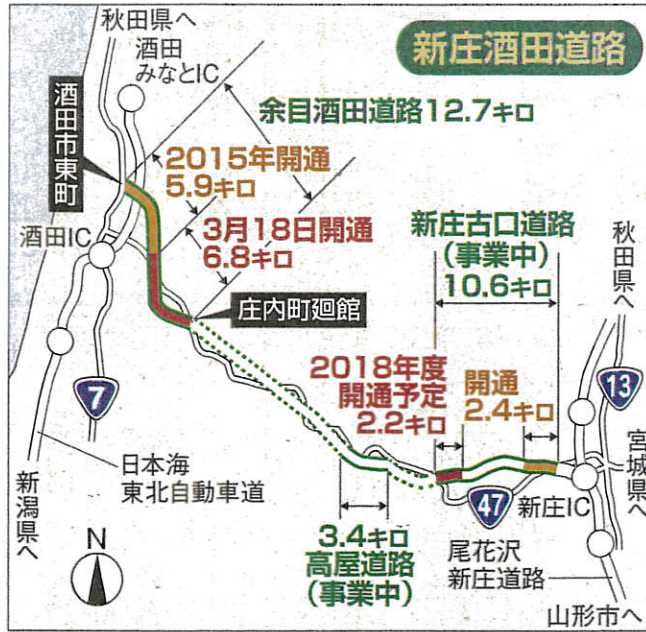 新庄酒田道路
秋田県へ
酒田
みなとIC
余目酒田道路12.7キロ
酒田市東町
2015年開通
5.9キロ
3月18日開通
6.8キロ
酒田IC
新庄古口道路
(事業中)
10.6キロ
秋田県へ
庄内町廻館
2018年度
開通予定
2.2キロ
開通
2.4キロ
7
13
日本海
東北自動車道
新潟県へ
宮城県へ
47
新庄IC
3.4キロ
高屋道路
(事業中)
尾花沢
新庄道路
N
山形市へ